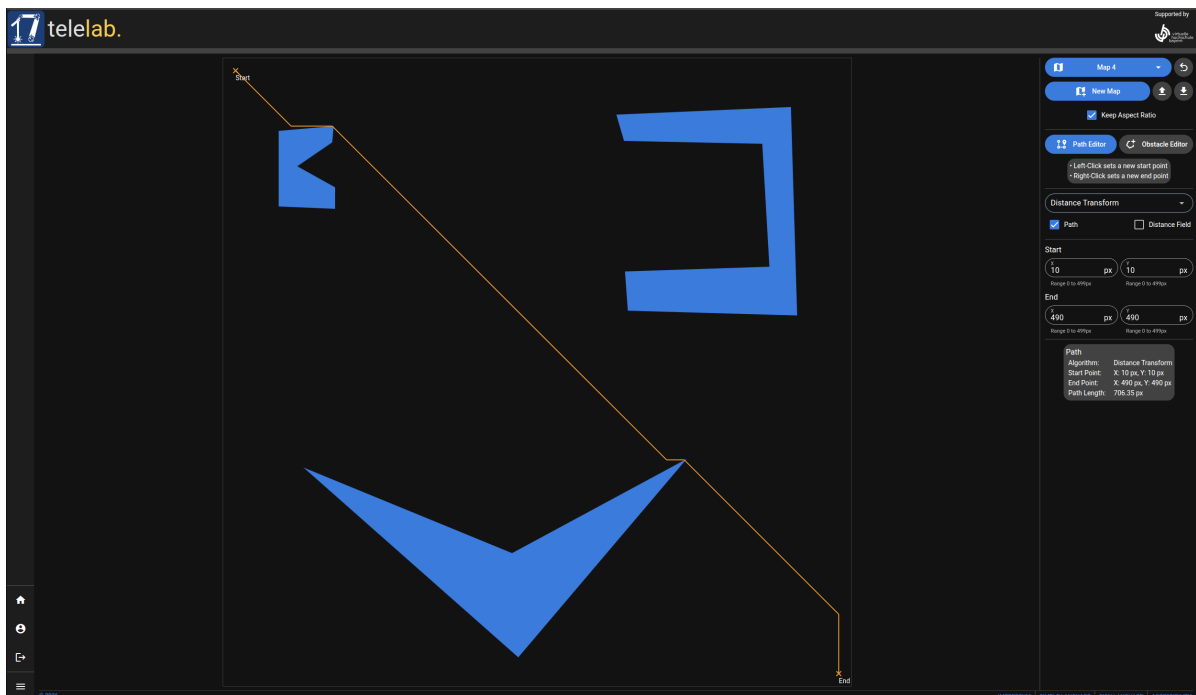 17 telelab.
Supported by
virtuelle
hochschule
bayern
Start
End
Map 4
New Map
Keep Aspect Ratio
Path Editor
Obstacle Editor
• Left-Click sets a new start point
• Right-Click sets a new end point
Distance Transform
Path
Distance Field
Start
X
10 px
Y
10 px
Range 0 to 499px
Range 0 to 499px
End
X
490 px
Y
490 px
Range 0 to 499px
Range 0 to 499px
Path
Algorithm: Distance Transform
Start Point: X: 10 px, Y: 10 px
End Point: X: 490 px, Y: 490 px
Path Length: 706.35 px